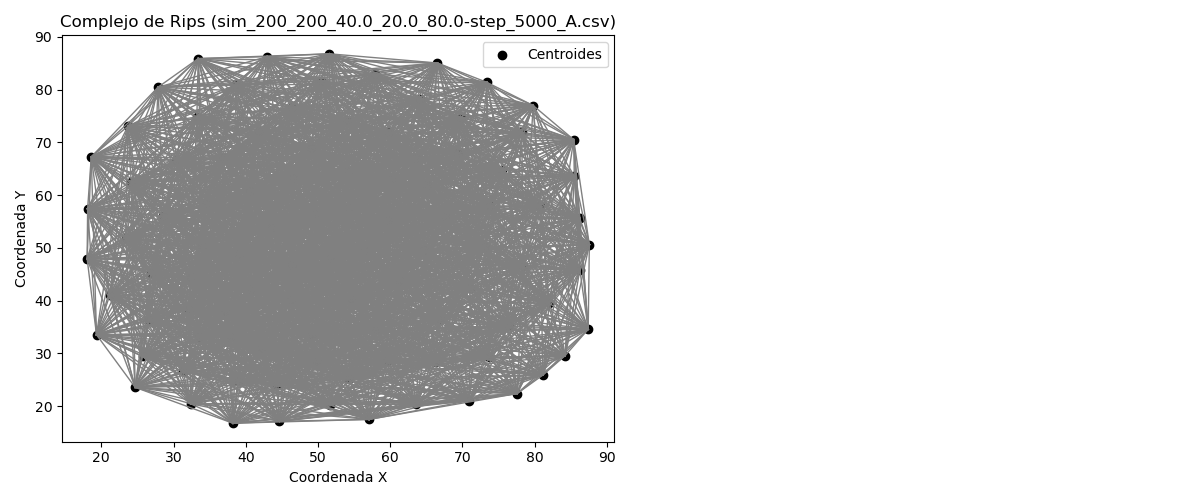 Complejo de Rips (sim_200_200_40.0_20.0_80.0-step_5000_A.csv)
Centroides
Coordenada Y
90
80
70
60
50
40
30
20
20 30 40 50 60 70 80 90
Coordenada X